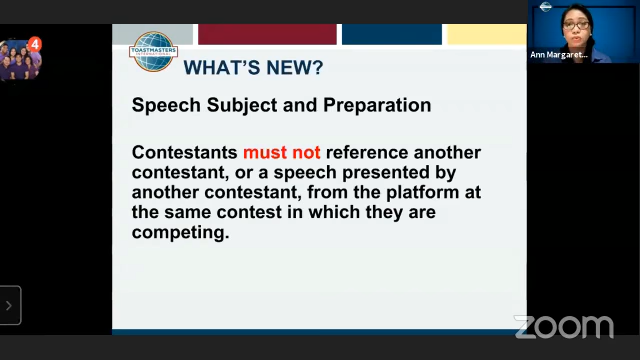 4
TOASTMASTERS
INTERNATIONAL
WHAT'S NEW?
Speech Subject and Preparation
Contestants must not reference another
contestant, or a speech presented by
another contestant, from the platform at
the same contest in which they are
competing.
Ann Margaret...
zoom